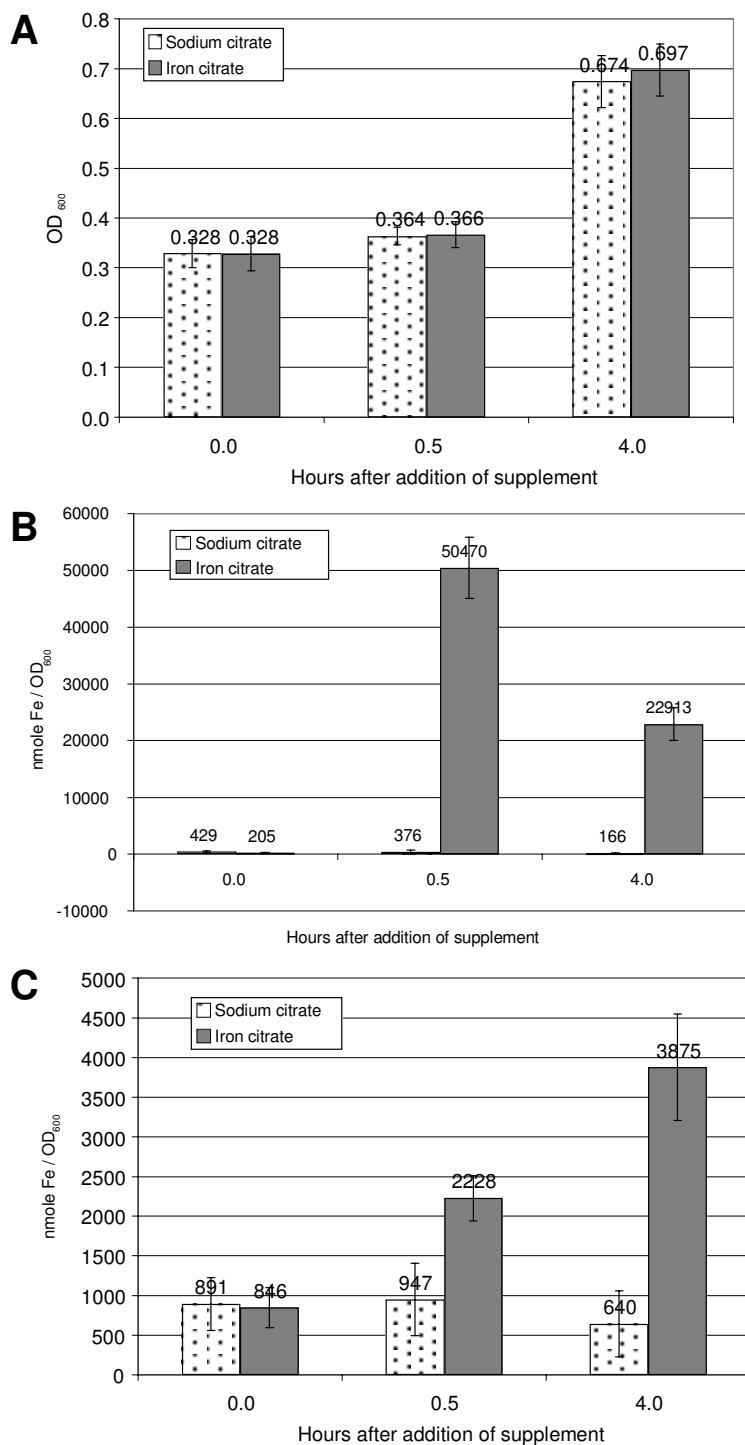 A
0.8
0.7
0.6
0.5
0.4
0.3
0.2
0.1
0.0
OD 600
Sodium citrate
Iron citrate
0.328 0.328
0.364 0.366
0.674 0.697
0.0 0.5 4.0
Hours after addition of supplement
B
60000
50000
40000
30000
20000
10000
0
-10000
nmole Fe / OD600
Sodium citrate
Iron citrate
429 205
376 50470
166 22913
0.0 0.5 4.0
Hours after addition of supplement
C
5000
4500
4000
3500
3000
2500
2000
1500
1000
500
0
nmole Fe / OD600
Sodium citrate
Iron citrate
891 846
947 2228
640 3875
0.0 0.5 4.0
Hours after addition of supplement